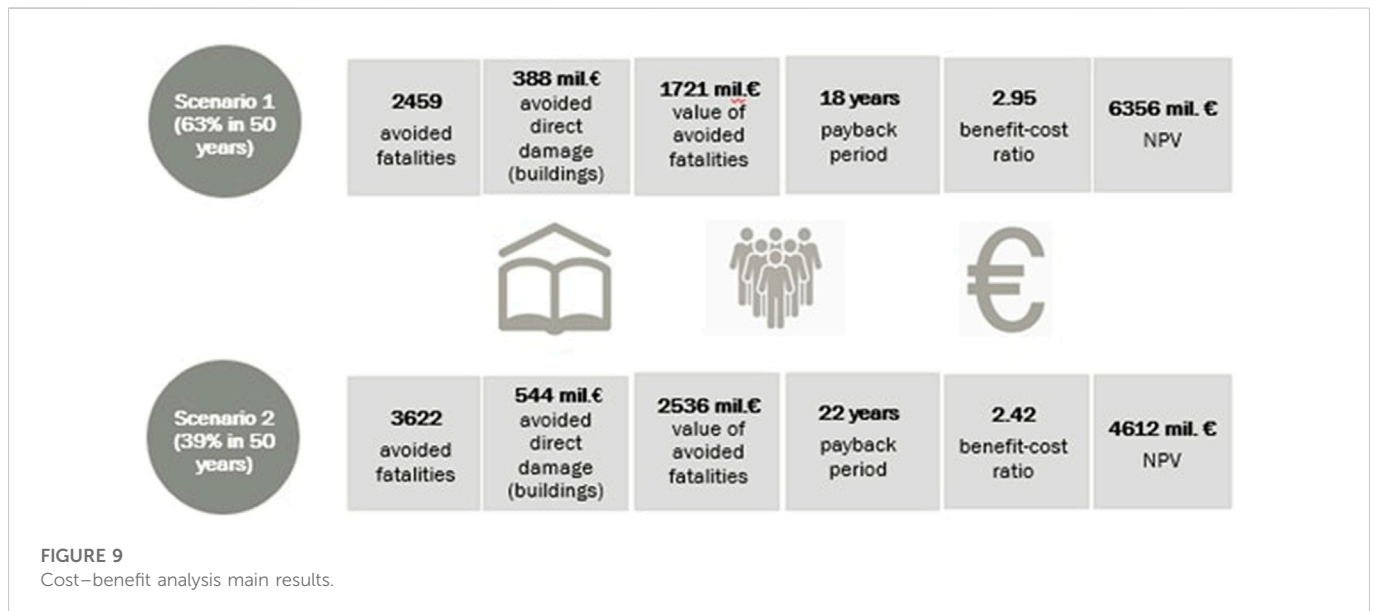 Scenario 1
(63% in 50
years)
2459
avoided
fatalities
388 mil.€
avoided
direct
damage
(buildings)
1721 mil.€
value of
avoided
fatalities
18 years
payback
period
2.95
benefit-cost
ratio
6356 mil. €
NPV
€
Scenario 2
(39% in 50
years)
3622
avoided
fatalities
544 mil.€
avoided
direct
damage
(buildings)
2536 mil.€
value of
avoided
fatalities
22 years
payback
period
2.42
benefit-cost
ratio
4612 mil. €
NPV
FIGURE 9
Cost–benefit analysis main results.